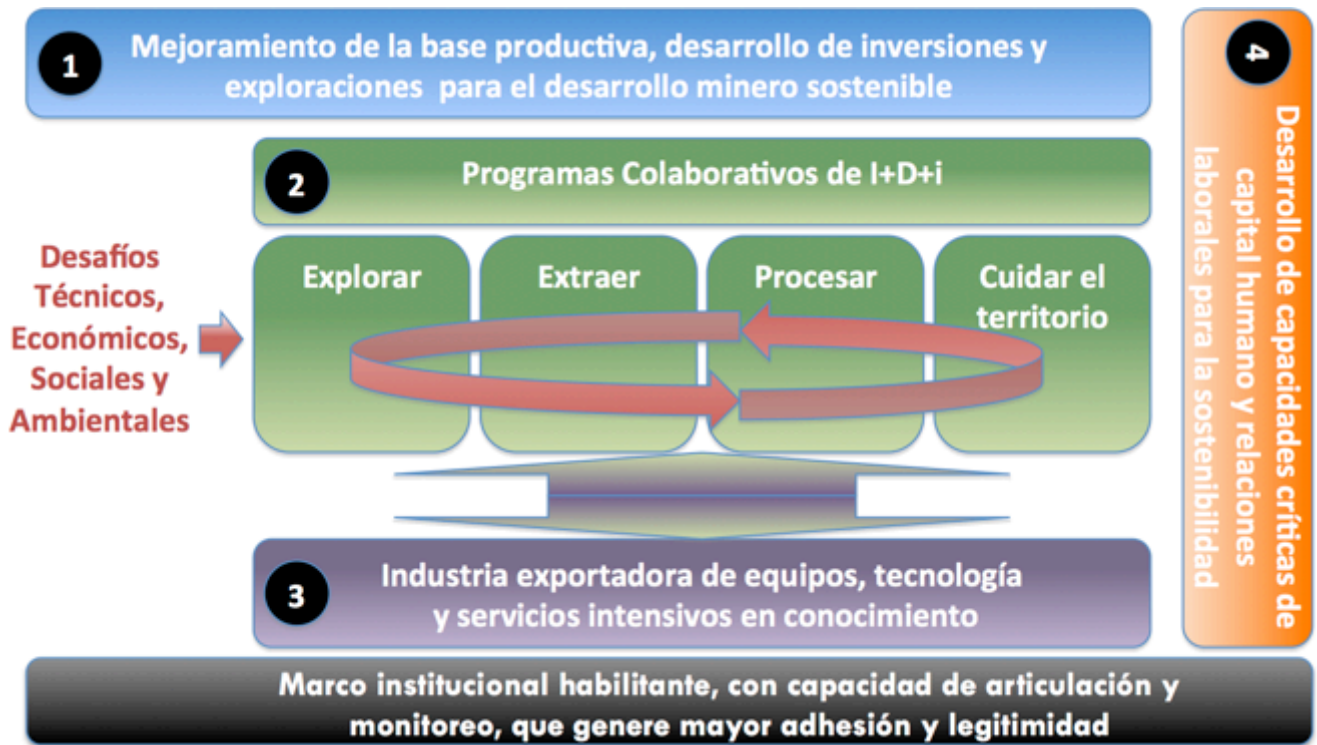 1
Mejoramiento de la base productiva, desarrollo de inversiones y
exploraciones para el desarrollo minero sostenible
2
Programas Colaborativos de I+D+i
Desafíos
Técnicos,
Económicos,
Sociales y
Ambientales
Explorar
Extraer
Procesar
Cuidar el
territorio
3
Industria exportadora de equipos, tecnología
y servicios intensivos en conocimiento
4
Desarrollo de capacidades críticas de
capital humano y relaciones
laborales para la sostenibilidad
Marco institucional habilitante, con capacidad de articulación y
monitoreo, que genere mayor adhesión y legitimidad